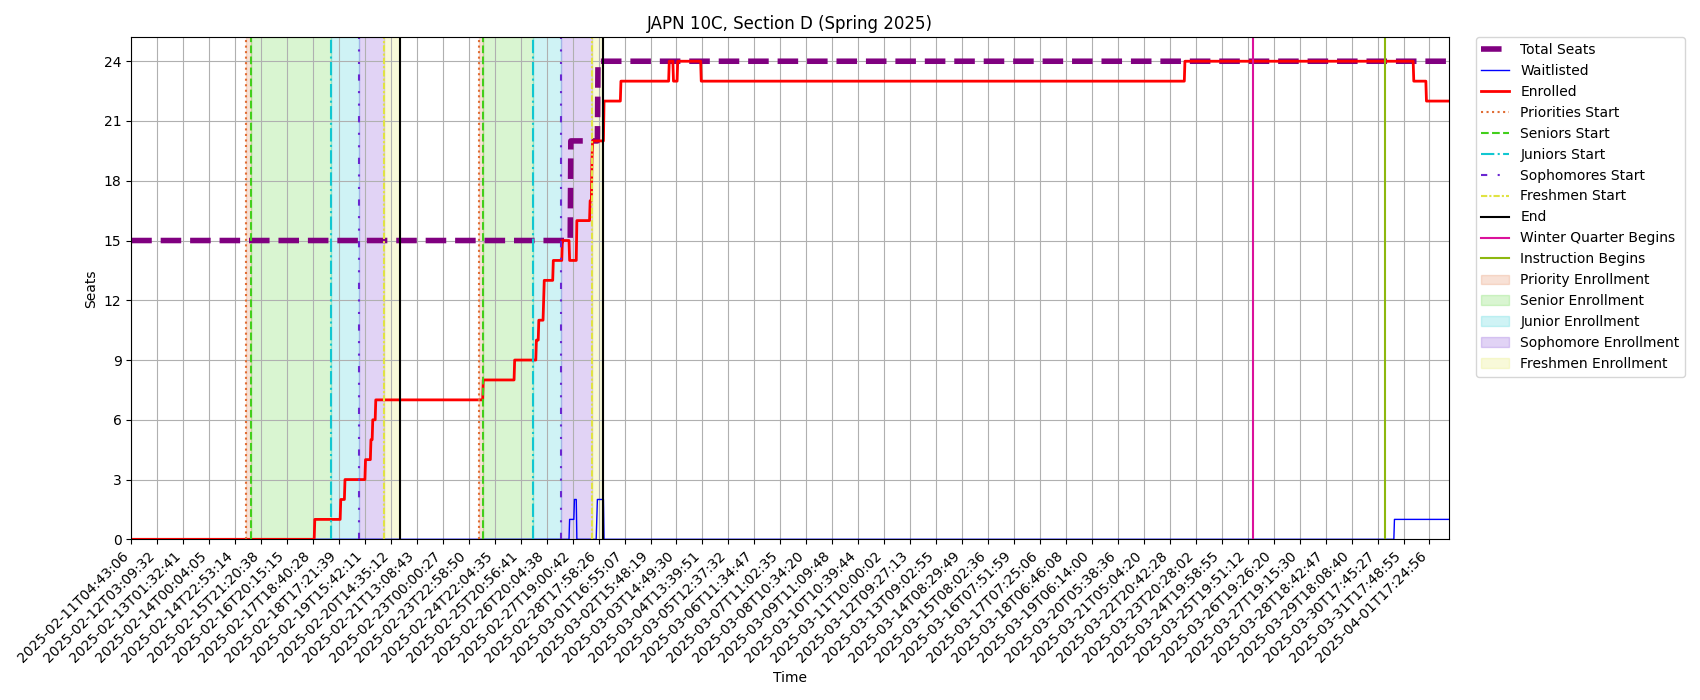 JAPN 10C, Section D (Spring 2025)
Total Seats
Waitlisted
Enrolled
Priorities Start
Seniors Start
Juniors Start
Sophomores Start
Freshmen Start
End
Winter Quarter Begins
Instruction Begins
Priority Enrollment
Senior Enrollment
Junior Enrollment
Sophomore Enrollment
Freshmen Enrollment
Seats
24
21
18
15
12
9
6
3
0
2025-02-11T04:43:06
2025-02-12T03:09:32
2025-02-13T01:32:41
2025-02-14T00:04:05
2025-02-14T22:53:14
2025-02-15T21:20:38
2025-02-16T20:15:15
2025-02-17T18:40:28
2025-02-18T17:21:39
2025-02-19T15:42:11
2025-02-20T14:35:12
2025-02-21T13:08:43
2025-02-23T00:00:27
2025-02-23T22:58:50
2025-02-24T22:04:35
2025-02-25T20:56:41
2025-02-26T20:04:38
2025-02-27T19:00:42
2025-02-28T17:58:26
2025-03-01T16:55:07
2025-03-02T15:48:19
2025-03-03T14:49:30
2025-03-04T13:39:51
2025-03-05T12:37:32
2025-03-06T11:34:47
2025-03-07T11:02:35
2025-03-08T10:34:20
2025-03-09T11:09:48
2025-03-10T10:39:44
2025-03-11T10:00:02
2025-03-12T09:27:13
2025-03-13T09:02:55
2025-03-14T08:29:49
2025-03-15T08:02:36
2025-03-16T07:51:59
2025-03-17T07:25:06
2025-03-18T06:46:08
2025-03-19T06:14:00
2025-03-20T05:38:36
2025-03-21T05:04:20
2025-03-22T20:42:28
2025-03-23T20:28:02
2025-03-24T19:58:55
2025-03-25T19:51:12
2025-03-26T19:26:20
2025-03-27T19:15:30
2025-03-28T18:42:47
2025-03-29T18:08:40
2025-03-30T17:45:27
2025-03-31T17:48:55
2025-04-01T17:24:56
Time